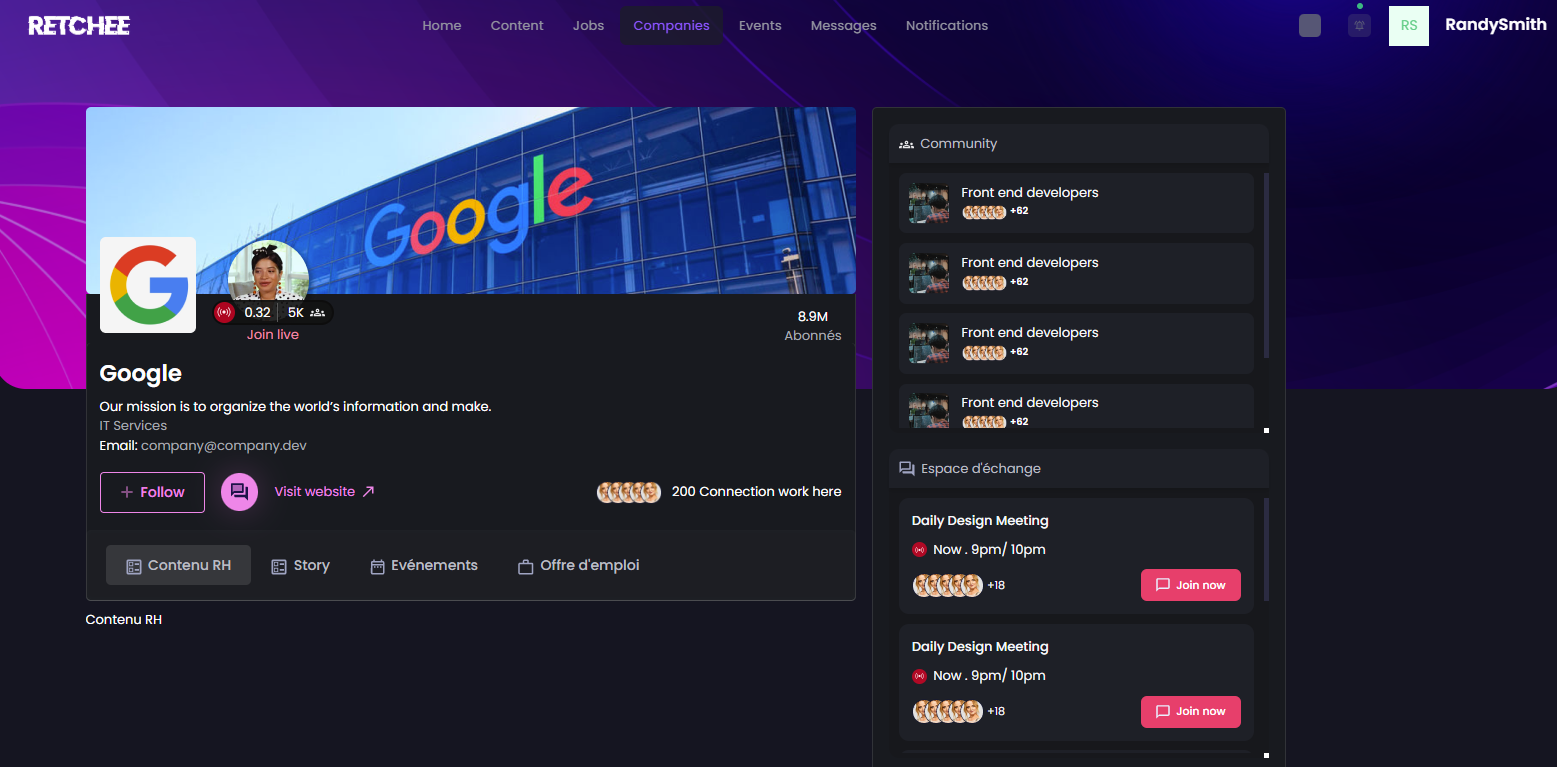 RETCHEE
Home Content Jobs Companies Events Messages Notifications
RS RandySmith
Google
0.32 5K
Join live
8.9M
Abonnés
Google
Our mission is to organize the world’s information and make.
IT Services
Email: company@company.dev
Follow Visit website 200 Connection work here
Contenu RH Story Evénements Offre d'emploi
Contenu RH
Community
Front end developers
+62
Front end developers
+62
Front end developers
+62
Front end developers
+62
Espace d'échange
Daily Design Meeting
Now . 9pm/ 10pm
+18 Join now
Daily Design Meeting
Now . 9pm/ 10pm
+18 Join now